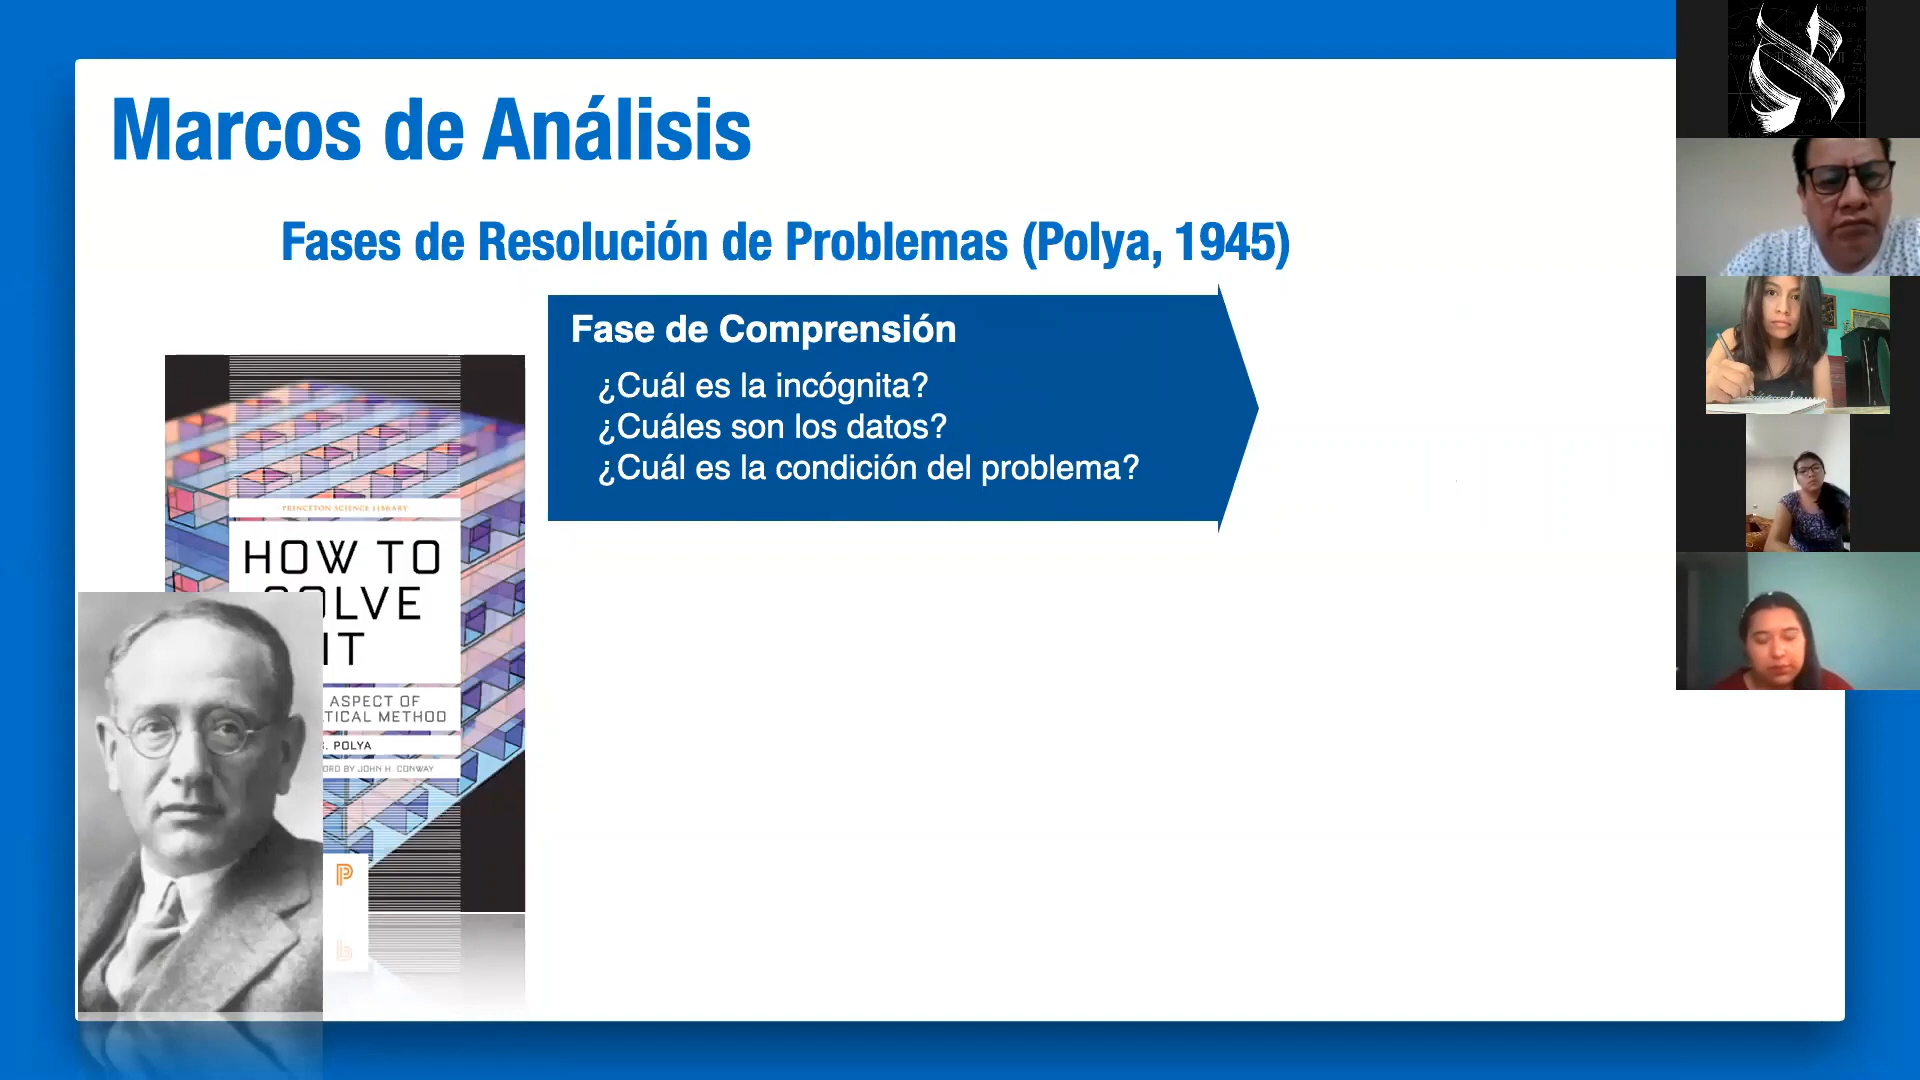 Marcos de Análisis
Fases de Resolución de Problemas (Polya, 1945)
Fase de Comprensión
¿Cuál es la incógnita?
¿Cuáles son los datos?
¿Cuál es la condición del problema?
PRINCETON SCIENCE LIBRARY
HOW TO
SOLVE
IT
ASPECT OF
TICAL METHOD
G. POLYA
BY JOHN H. CONWAY